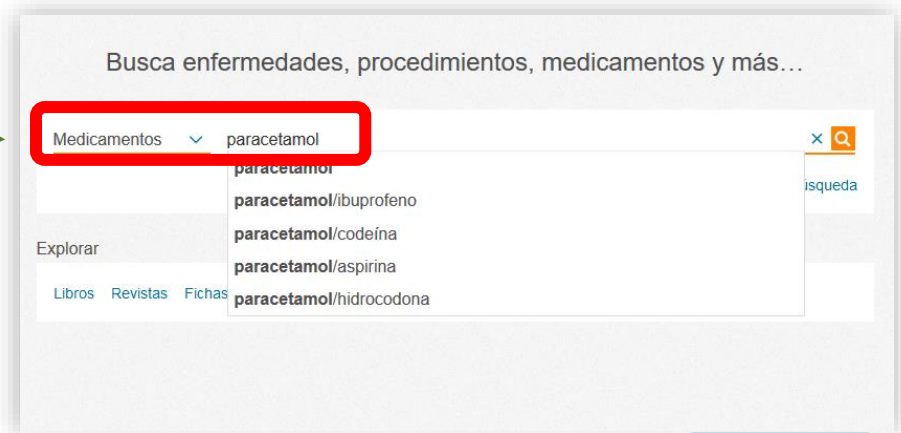 Busca enfermedades, procedimientos, medicamentos y más…
Medicamentos paracetamol
paracetamol
úsqueda
paracetamol/ibuprofeno
paracetamol/codeína
Explorar
paracetamol/aspirina
Libros Revistas Fichas paracetamol/hidrocodona